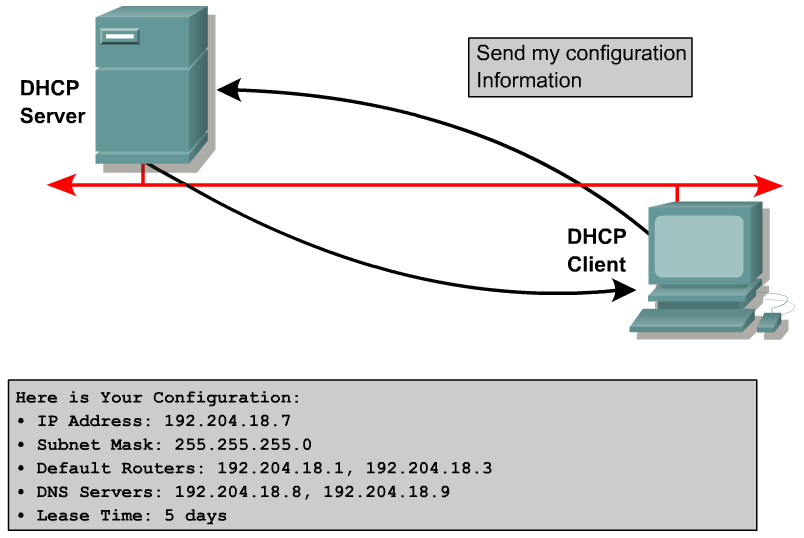 DHCP
Server
Send my configuration
Information
DHCP
Client
Here is Your Configuration:
• IP Address: 192.204.18.7
• Subnet Mask: 255.255.255.0
• Default Routers: 192.204.18.1, 192.204.18.3
• DNS Servers: 192.204.18.8, 192.204.18.9
• Lease Time: 5 days